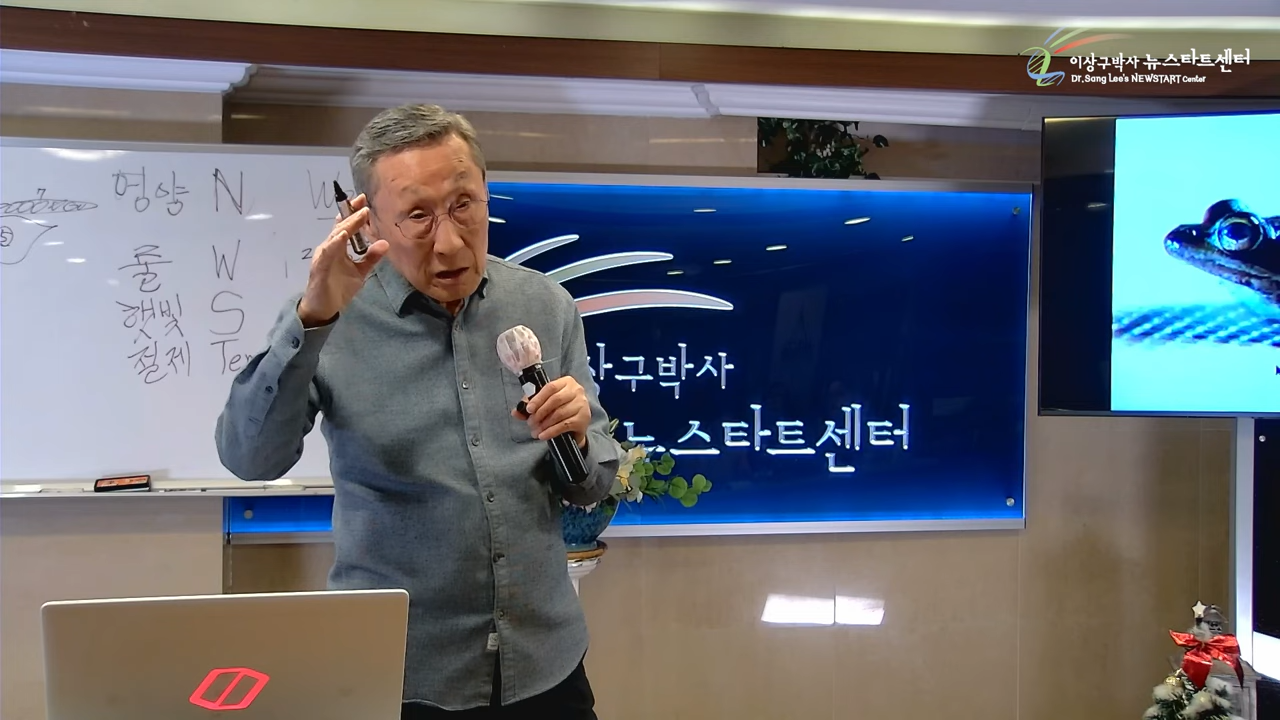 이상구박사 뉴스타트센터
Dr. Sang Lee's NEWSTART Center
영양 N W
물 W
햇빛 S
절제 Te
상구박사
뉴스타트센터